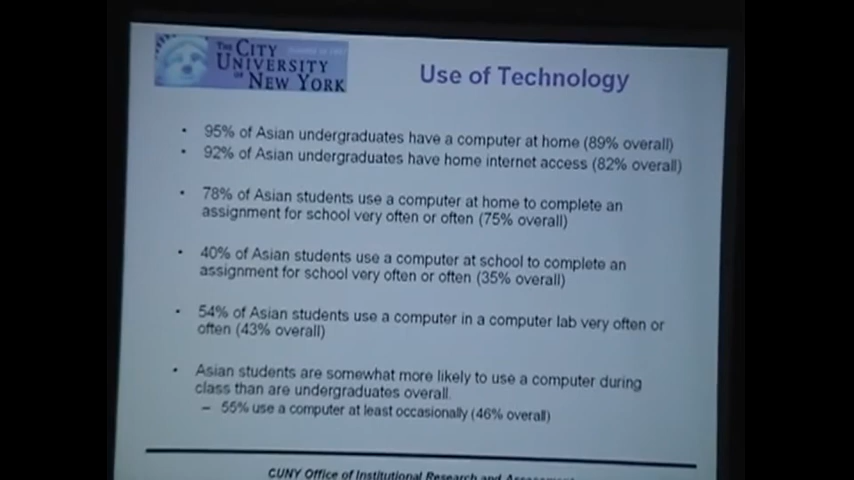 THE CITY
UNIVERSITY
OF NEW YORK
Use of Technology
• 95% of Asian undergraduates have a computer at home (89% overall)
• 92% of Asian undergraduates have home internet access (82% overall)
• 78% of Asian students use a computer at home to complete an
assignment for school very often or often (75% overall)
• 40% of Asian students use a computer at school to complete an
assignment for school very often or often (35% overall)
• 54% of Asian students use a computer in a computer lab very often or
often (43% overall)
• Asian students are somewhat more likely to use a computer during
class than are undergraduates overall.
– 55% use a computer at least occasionally (46% overall)
CUNY Office of Institutional Research and